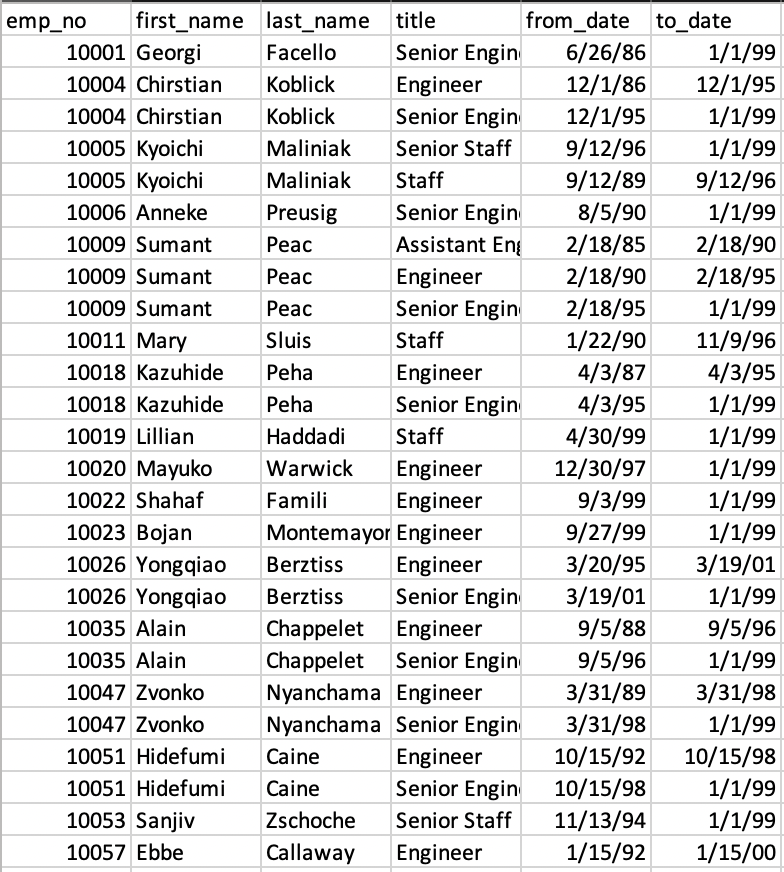 emp_no first_name last_name title from_date to_date
10001 Georgi Facello Senior Engin 6/26/86 1/1/99
10004 Chirstian Koblick Engineer 12/1/86 12/1/95
10004 Chirstian Koblick Senior Engin 12/1/95 1/1/99
10005 Kyoichi Maliniak Senior Staff 9/12/96 1/1/99
10005 Kyoichi Maliniak Staff 9/12/89 9/12/96
10006 Anneke Preusig Senior Engin 8/5/90 1/1/99
10009 Sumant Peac Assistant Eng 2/18/85 2/18/90
10009 Sumant Peac Engineer 2/18/90 2/18/95
10009 Sumant Peac Senior Engin 2/18/95 1/1/99
10011 Mary Sluis Staff 1/22/90 11/9/96
10018 Kazuhide Peha Engineer 4/3/87 4/3/95
10018 Kazuhide Peha Senior Engin 4/3/95 1/1/99
10019 Lillian Haddadi Staff 4/30/99 1/1/99
10020 Mayuko Warwick Engineer 12/30/97 1/1/99
10022 Shahaf Famili Engineer 9/3/99 1/1/99
10023 Bojan Montemayor Engineer 9/27/99 1/1/99
10026 Yongqiao Berztiss Engineer 3/20/95 3/19/01
10026 Yongqiao Berztiss Senior Engin 3/19/01 1/1/99
10035 Alain Chappelet Engineer 9/5/88 9/5/96
10035 Alain Chappelet Senior Engin 9/5/96 1/1/99
10047 Zvonko Nyanchama Engineer 3/31/89 3/31/98
10047 Zvonko Nyanchama Senior Engin 3/31/98 1/1/99
10051 Hidefumi Caine Engineer 10/15/92 10/15/98
10051 Hidefumi Caine Senior Engin 10/15/98 1/1/99
10053 Sanjiv Zschoche Senior Staff 11/13/94 1/1/99
10057 Ebbe Callaway Engineer 1/15/92 1/15/00